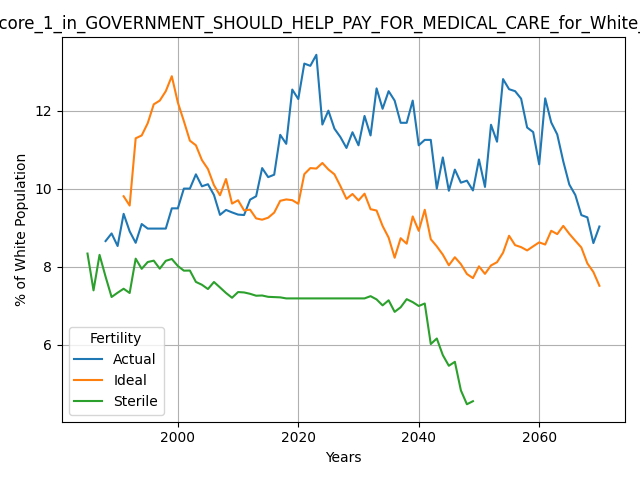 core_1_in_GOVERNMENT_SHOULD_HELP_PAY_FOR_MEDICAL_CARE_for_White_
% of White Population
12
10
8
6
Fertility
Actual
Ideal
Sterile
2000 2020 2040 2060
Years